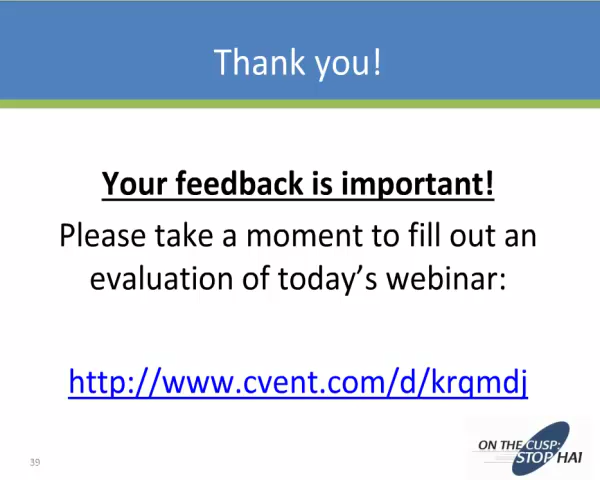 Thank you!
Your feedback is important!
Please take a moment to fill out an
evaluation of today’s webinar:
http://www.cvent.com/d/krqmdj
ON THE CUSP:
STOP HAI
39